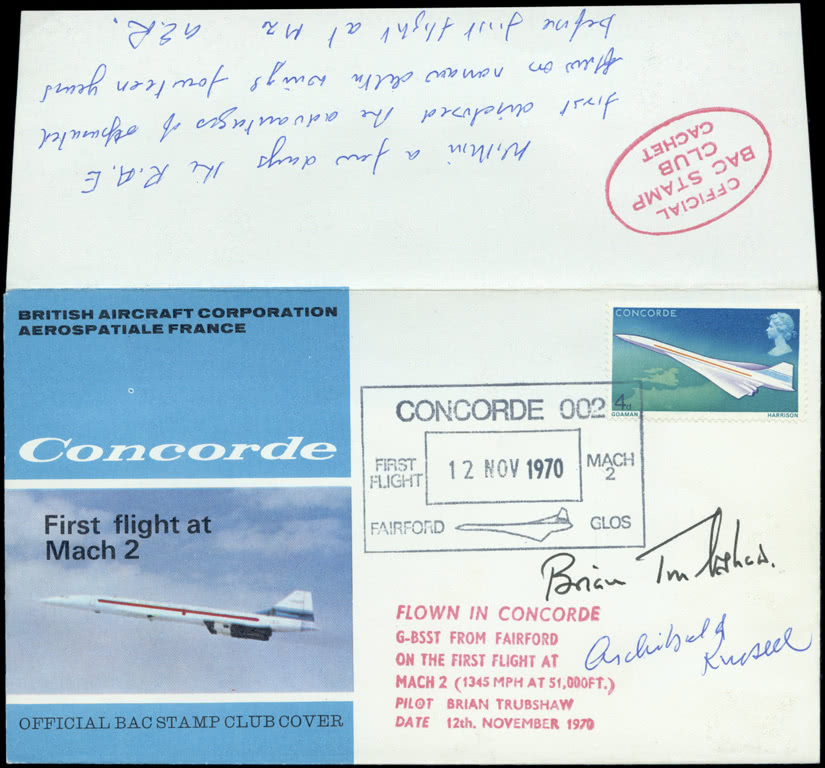 Within a few days the R.A.E
first disclosed the advantages of separated
flow on narrow delta wings fourteen years
before first flight at M2 A.E.R.
OFFICIAL
BAC STAMP
CLUB
CACHET
BRITISH AIRCRAFT CORPORATION
AEROSPATIALE FRANCE
Concorde
First flight at
Mach 2
OFFICIAL BAC STAMP CLUB COVER
CONCORDE
4d
GOAMAN HARRISON
CONCORDE 002
FIRST FLIGHT
12 NOV 1970
MACH 2
FAIRFORD GLOS
Brian Trubshaw.
Archibald
Russell
FLOWN IN CONCORDE
G-BSST FROM FAIRFORD
ON THE FIRST FLIGHT AT
MACH 2 (1345 MPH AT 51,000FT.)
PILOT BRIAN TRUBSHAW
DATE 12th. NOVEMBER 1970